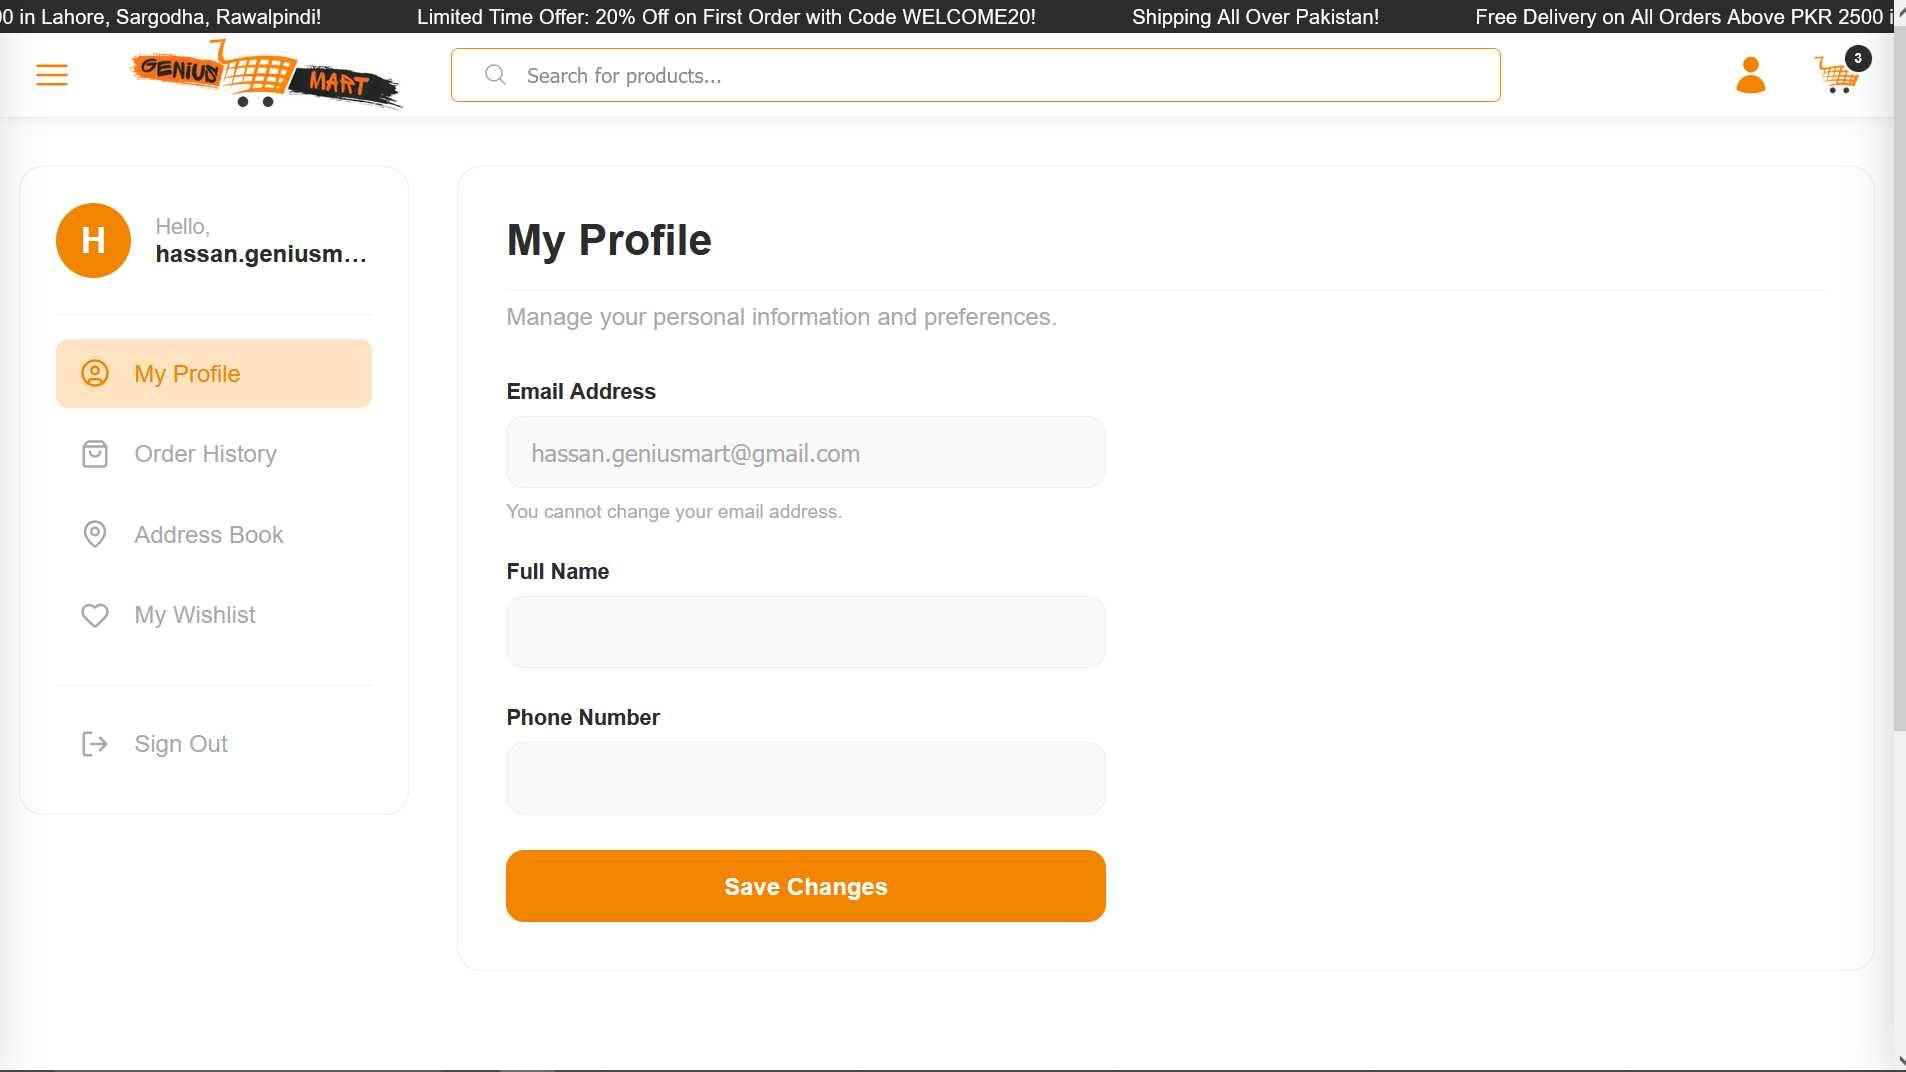 00 in Lahore, Sargodha, Rawalpindi! Limited Time Offer: 20% Off on First Order with Code WELCOME20! Shipping All Over Pakistan! Free Delivery on All Orders Above PKR 2500 i
GENIUS MART
Search for products...
3
H
Hello,
hassan.geniusm...
My Profile
Order History
Address Book
My Wishlist
Sign Out
My Profile
Manage your personal information and preferences.
Email Address
hassan.geniusmart@gmail.com
You cannot change your email address.
Full Name
Phone Number
Save Changes